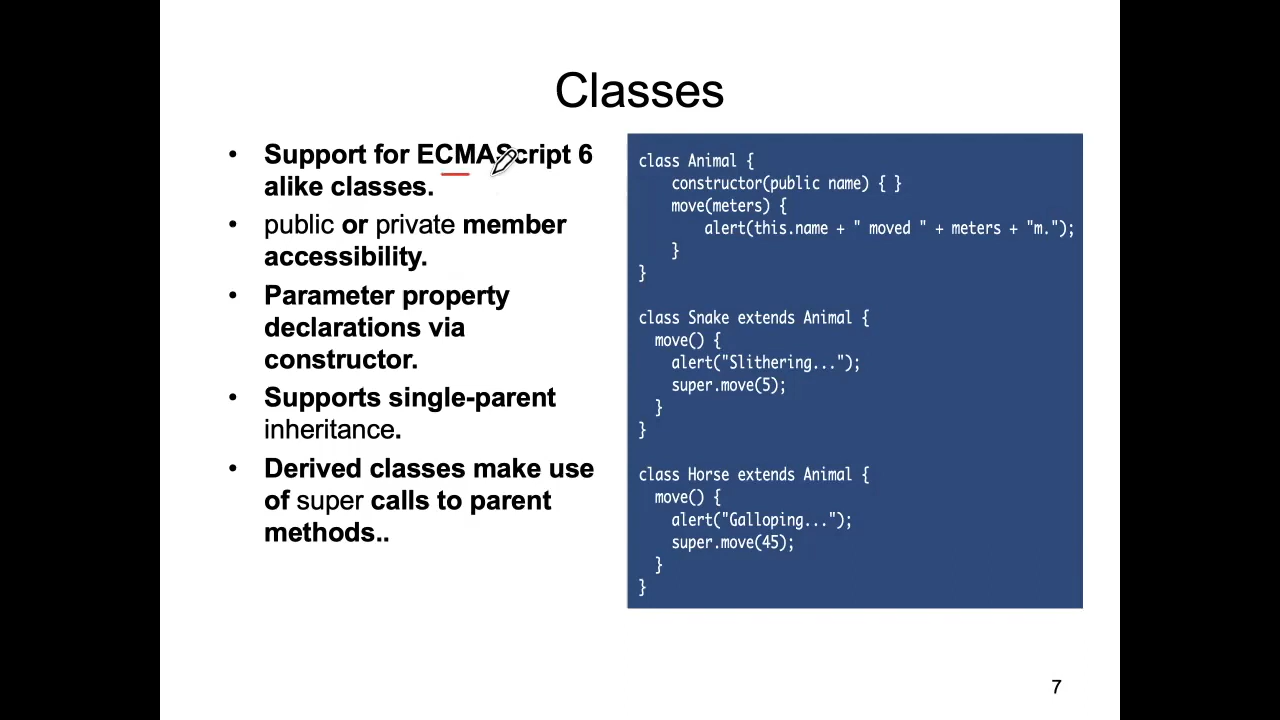 Classes
• Support for ECMAScript 6
alike classes.
• public or private member
accessibility.
• Parameter property
declarations via
constructor.
• Supports single-parent
inheritance.
• Derived classes make use
of super calls to parent
methods..
class Animal {
    constructor(public name) { }
    move(meters) {
        alert(this.name + " moved " + meters + "m.");
    }
}
class Snake extends Animal {
  move() {
    alert("Slithering...");
    super.move(5);
  }
}
class Horse extends Animal {
  move() {
    alert("Galloping...");
    super.move(45);
  }
}
7